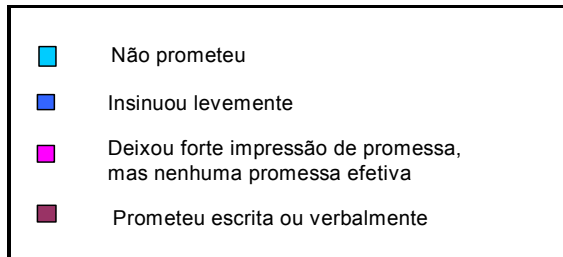 Não prometeu
Insinuou levemente
Deixou forte impressão de promessa,
mas nenhuma promessa efetiva
Prometeu escrita ou verbalmente